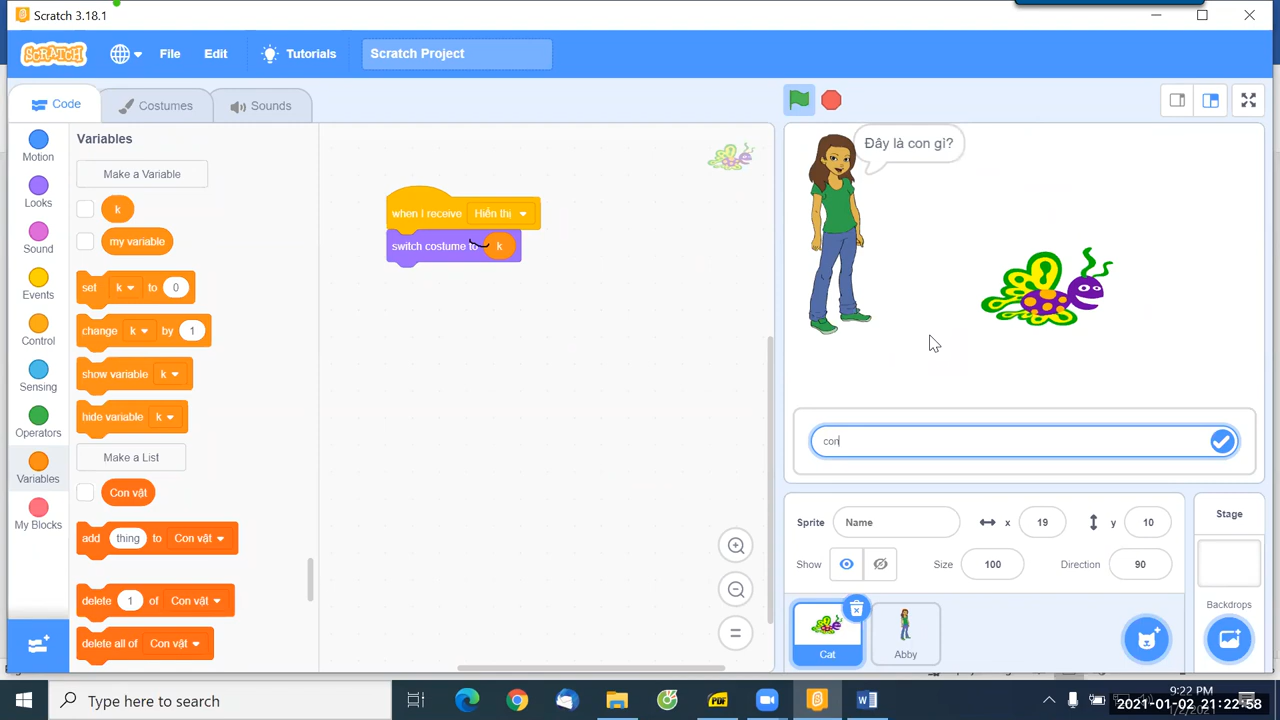 Scratch 3.18.1
SCRATCH
File
Edit
Tutorials
Scratch Project
Code
Costumes
Sounds
Motion
Looks
Sound
Events
Control
Sensing
Operators
Variables
My Blocks
Variables
Make a Variable
k
my variable
set k to 0
change k by 1
show variable k
hide variable k
Make a List
Con vật
add thing to Con vật
delete 1 of Con vật
delete all of Con vật
when I receive Hiển thị
switch costume to k
Đây là con gì?
con
Sprite Name x 19 y 10
Show Size 100 Direction 90
Cat
Abby
Stage
Backdrops
Type here to search
9:22 PM
1/2/2021
2021-01-02 21:22:58